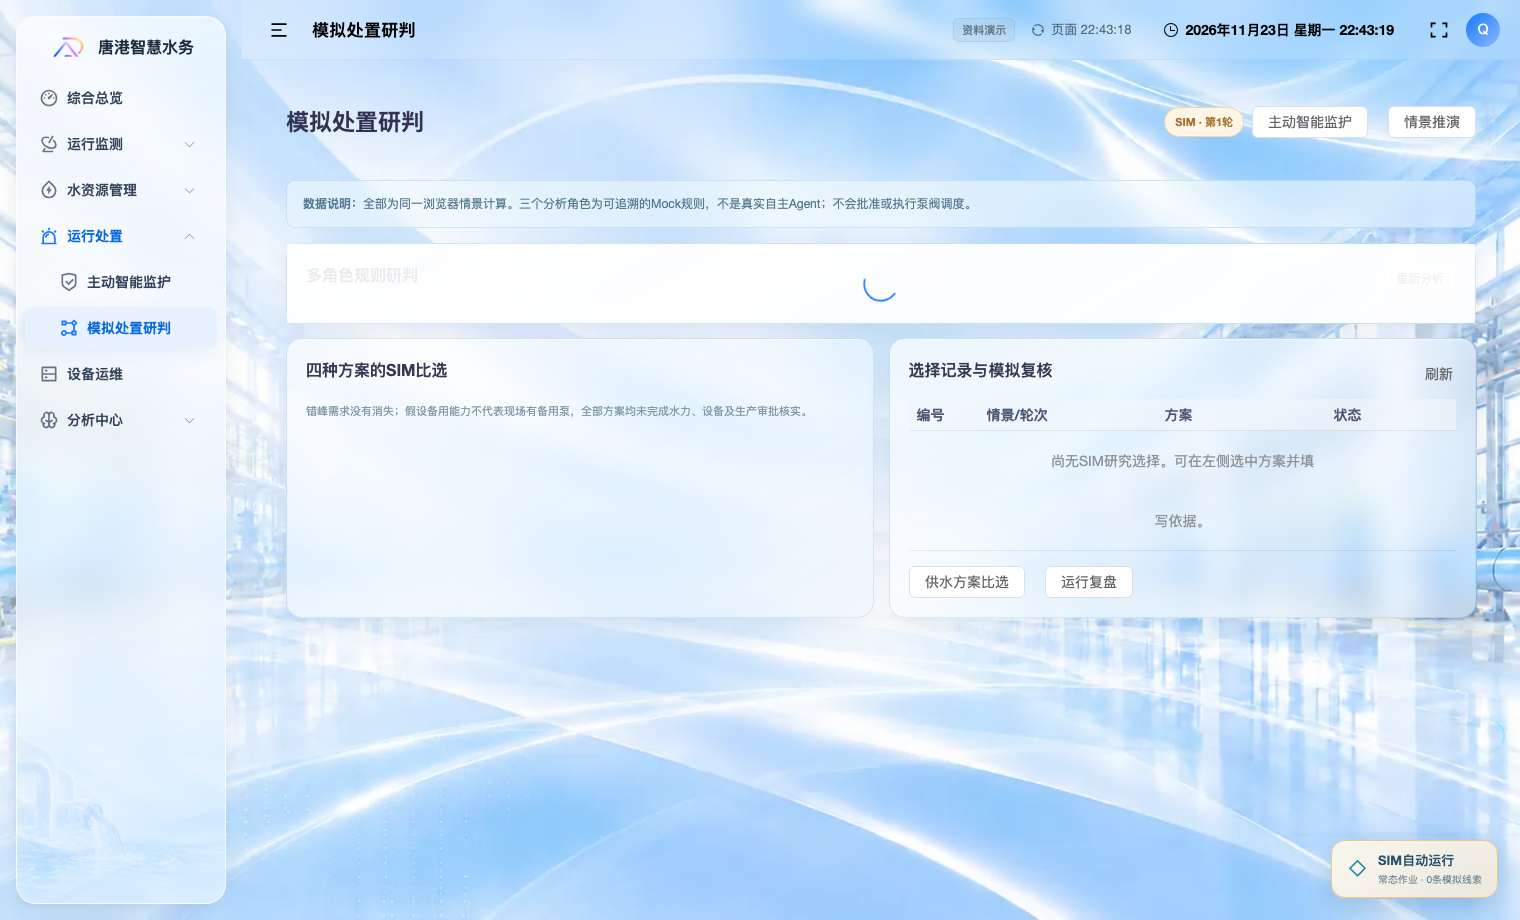 唐港智慧水务
模拟处置研判
资料演示
页面 22:43:18
2026年11月23日 星期一 22:43:19
Q
综合总览
运行监测
水资源管理
运行处置
主动智能监护
模拟处置研判
设备运维
分析中心
模拟处置研判
SIM · 第1轮
主动智能监护
情景推演
数据说明：全部为同一浏览器情景计算。三个分析角色为可追溯的Mock规则，不是真实自主Agent；不会批准或执行泵阀调度。
多角色规则研判
重新分析
四种方案的SIM比选
错峰需求没有消失；假设备用能力不代表现场有备用泵，全部方案均未完成水力、设备及生产审批核实。
选择记录与模拟复核
刷新
编号 情景/轮次 方案 状态
尚无SIM研究选择。可在左侧选中方案并填
写依据。
供水方案比选
运行复盘
SIM自动运行
常态作业 · 0条模拟线索